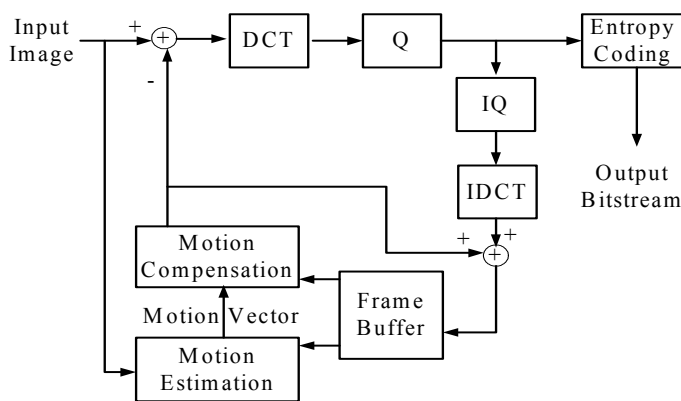 Input
Image
+
+
-
DCT
Q
Entropy
Coding
IQ
IDCT
Output
Bitstream
+
+
+
Motion
Compensation
Motion Vector
Frame
Buffer
Motion
Estimation